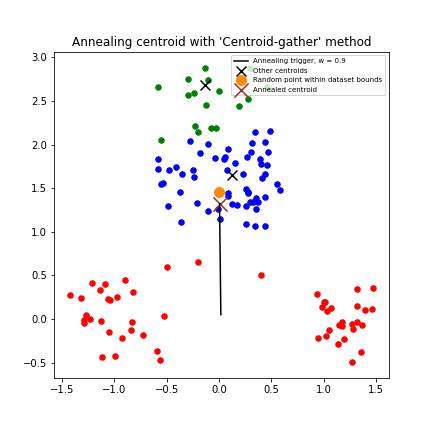 Annealing centroid with 'Centroid-gather' method
Annealing trigger, w = 0.9
Other centroids
Random point within dataset bounds
Annealed centroid
3.0
2.5
2.0
1.5
1.0
0.5
0.0
−0.5
−1.5 −1.0 −0.5 0.0 0.5 1.0 1.5